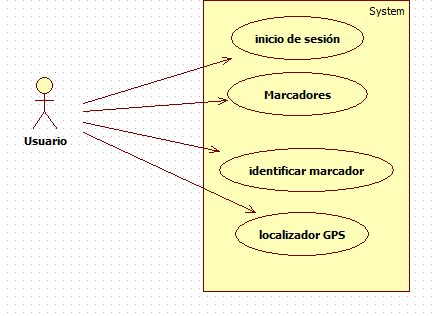 System
inicio de sesión
Marcadores
Usuario
identificar marcador
localizador GPS